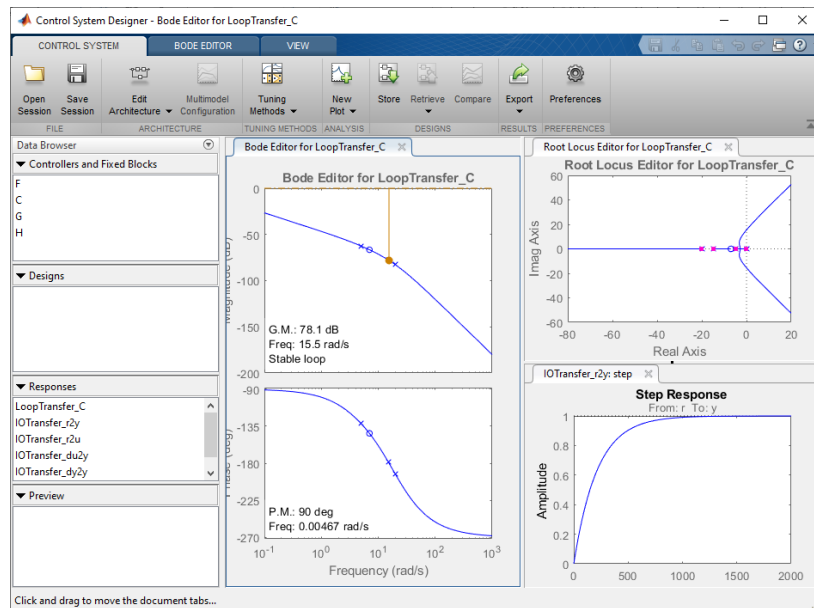 Control System Designer - Bode Editor for LoopTransfer_C
CONTROL SYSTEM BODE EDITOR VIEW
Open Session
Save Session
Edit Architecture
Multimodel Configuration
Tuning Methods
New Plot
Store
Retrieve
Compare
Export
Preferences
FILE ARCHITECTURE TUNING METHODS ANALYSIS DESIGNS RESULTS PREFERENCES
Data Browser
Controllers and Fixed Blocks
F
C
G
H
Designs
Responses
LoopTransfer_C
IOTransfer_r2y
IOTransfer_r2u
IOTransfer_du2y
IOTransfer_dy2y
Preview
Bode Editor for LoopTransfer_C
Bode Editor for LoopTransfer_C
Magnitude (dB)
0
-50
-100
-150
-200
G.M.: 78.1 dB
Freq: 15.5 rad/s
Stable loop
Phase (deg)
-90
-135
-180
-225
-270
P.M.: 90 deg
Freq: 0.00467 rad/s
10^-1 10^0 10^1 10^2 10^3
Frequency (rad/s)
Root Locus Editor for LoopTransfer_C
Root Locus Editor for LoopTransfer_C
Imag Axis
60
40
20
0
-20
-40
-60
-80 -60 -40 -20 0 20
Real Axis
IOTransfer_r2y: step
Step Response
From: r To: y
Amplitude
1
0.8
0.6
0.4
0.2
0
0 500 1000 1500 2000
Click and drag to move the document tabs...